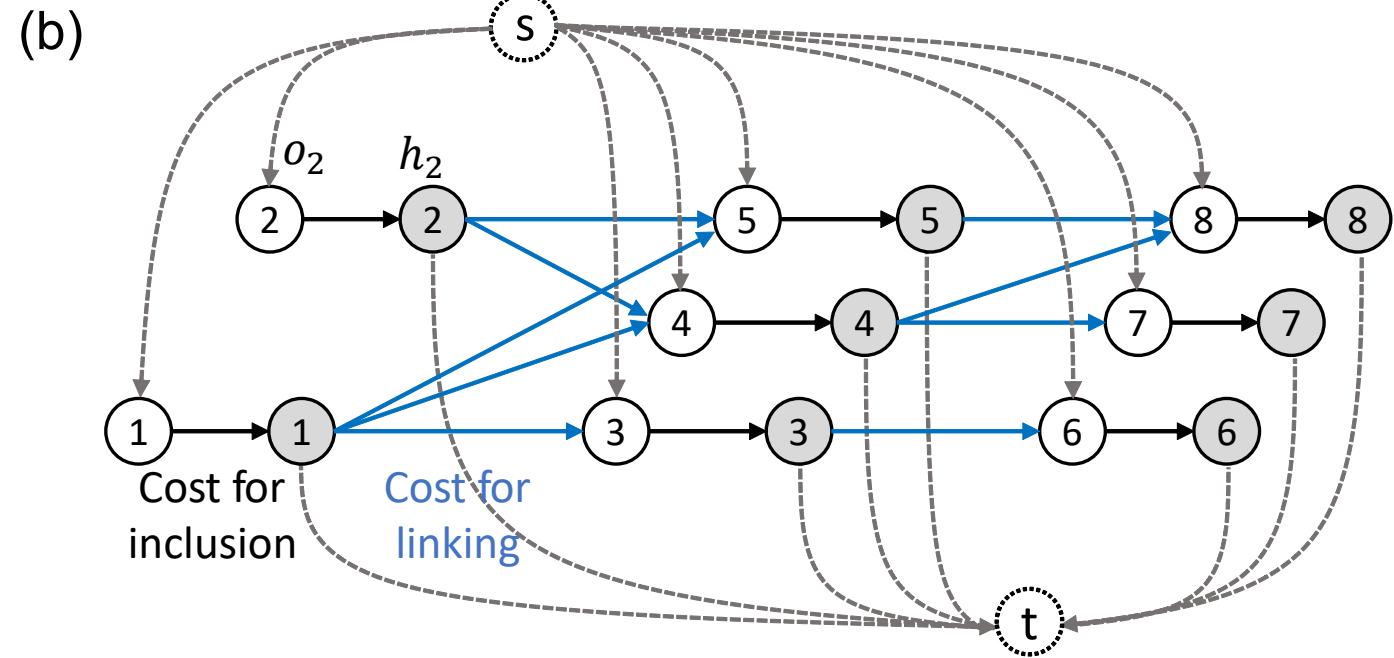 (b)
s
o₂ h₂
2 2 5 5 8 8
4 4 7 7
1 1 3 3 6 6
Cost for
inclusion
Cost for
linking
t